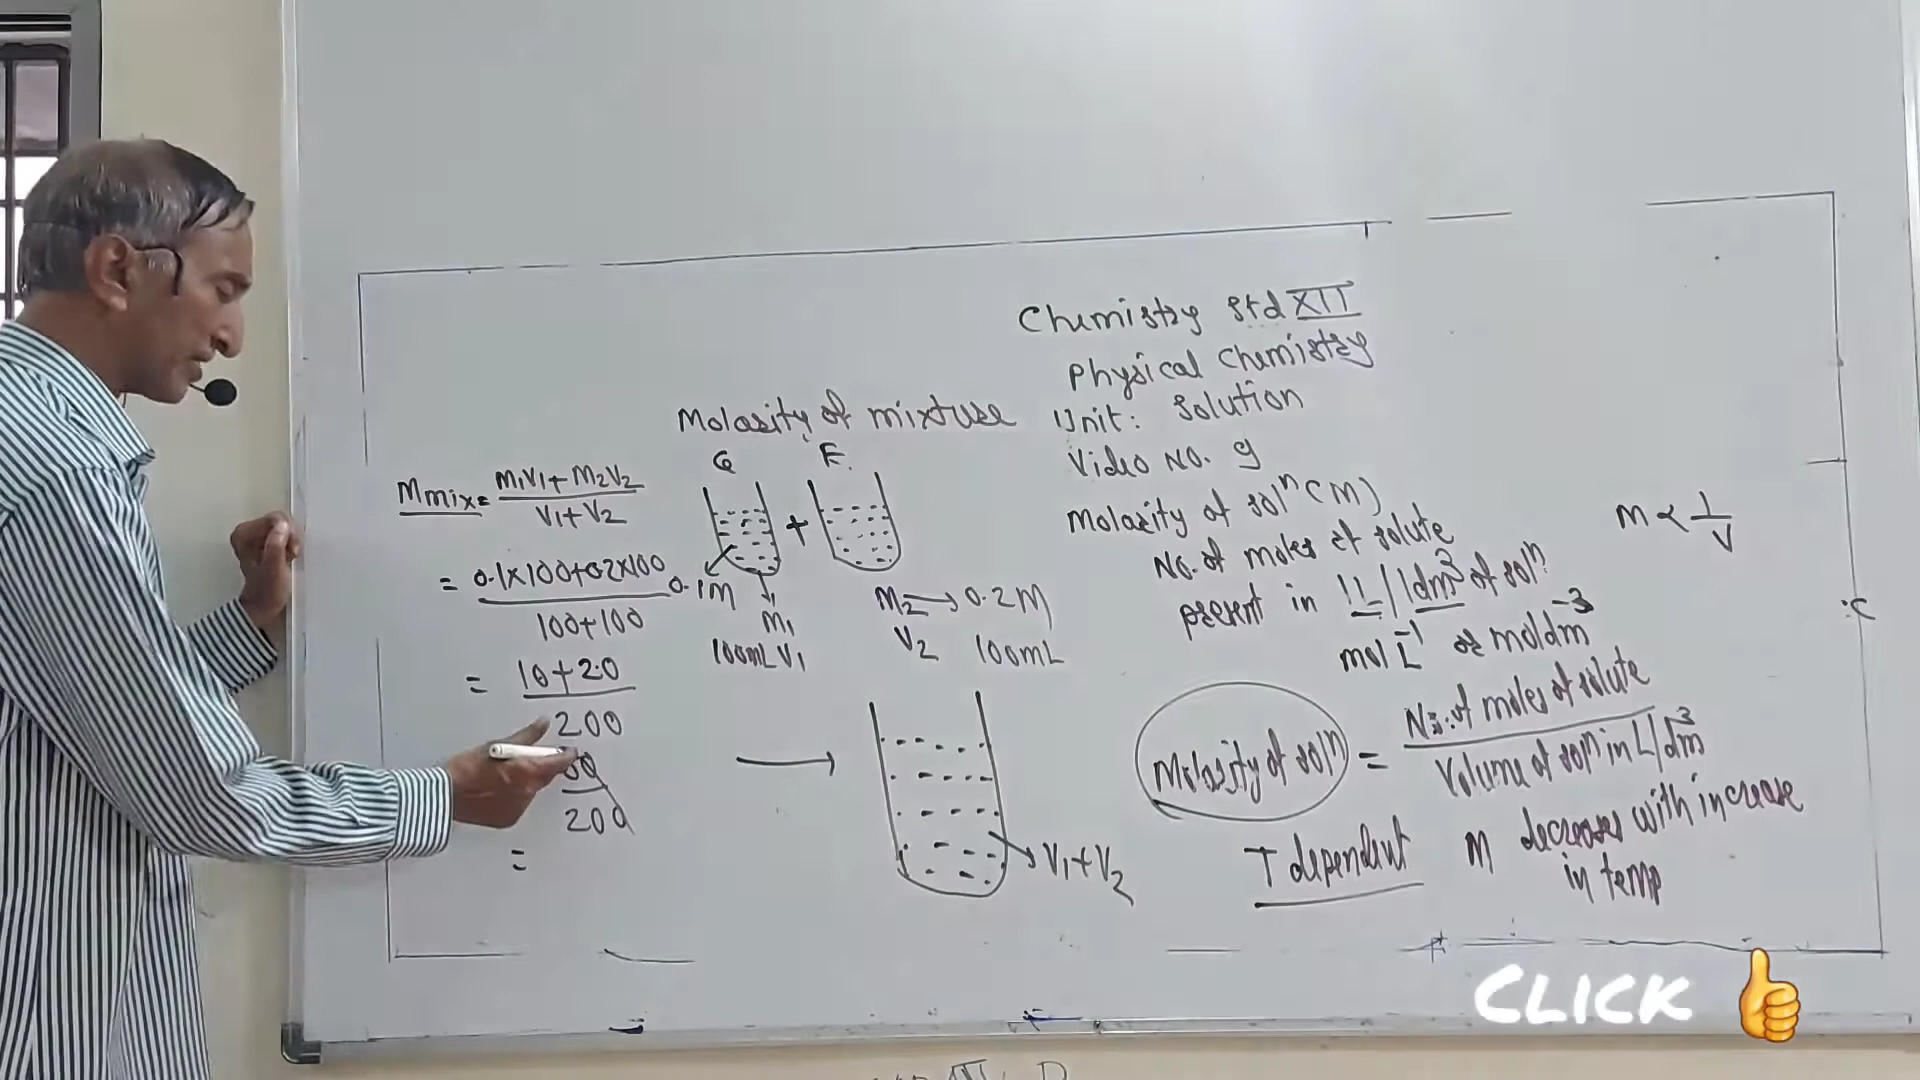 Chemistry Std XII
Physical Chemistry
Unit: Solution
Video No. 9
Molarity of mixture
Mmix = M1V1 + M2V2
V1 + V2
= 0.1x100+0.2x100
100+100
= 10+20
200
200
=
G
F.
+
0.1M
M1
100mL V1
M2 → 0.2M
V2 100mL
V1+V2
Molarity of solⁿ (M)
No. of moles of solute
present in 1L/1dm³ of solⁿ
mol L⁻¹ or mol dm⁻³
M ∝ 1/V
°C
Molarity of solⁿ = No. of moles of solute
Volume of solⁿ in L/dm³
T dependent M decreases with increase
in temp
CLICK